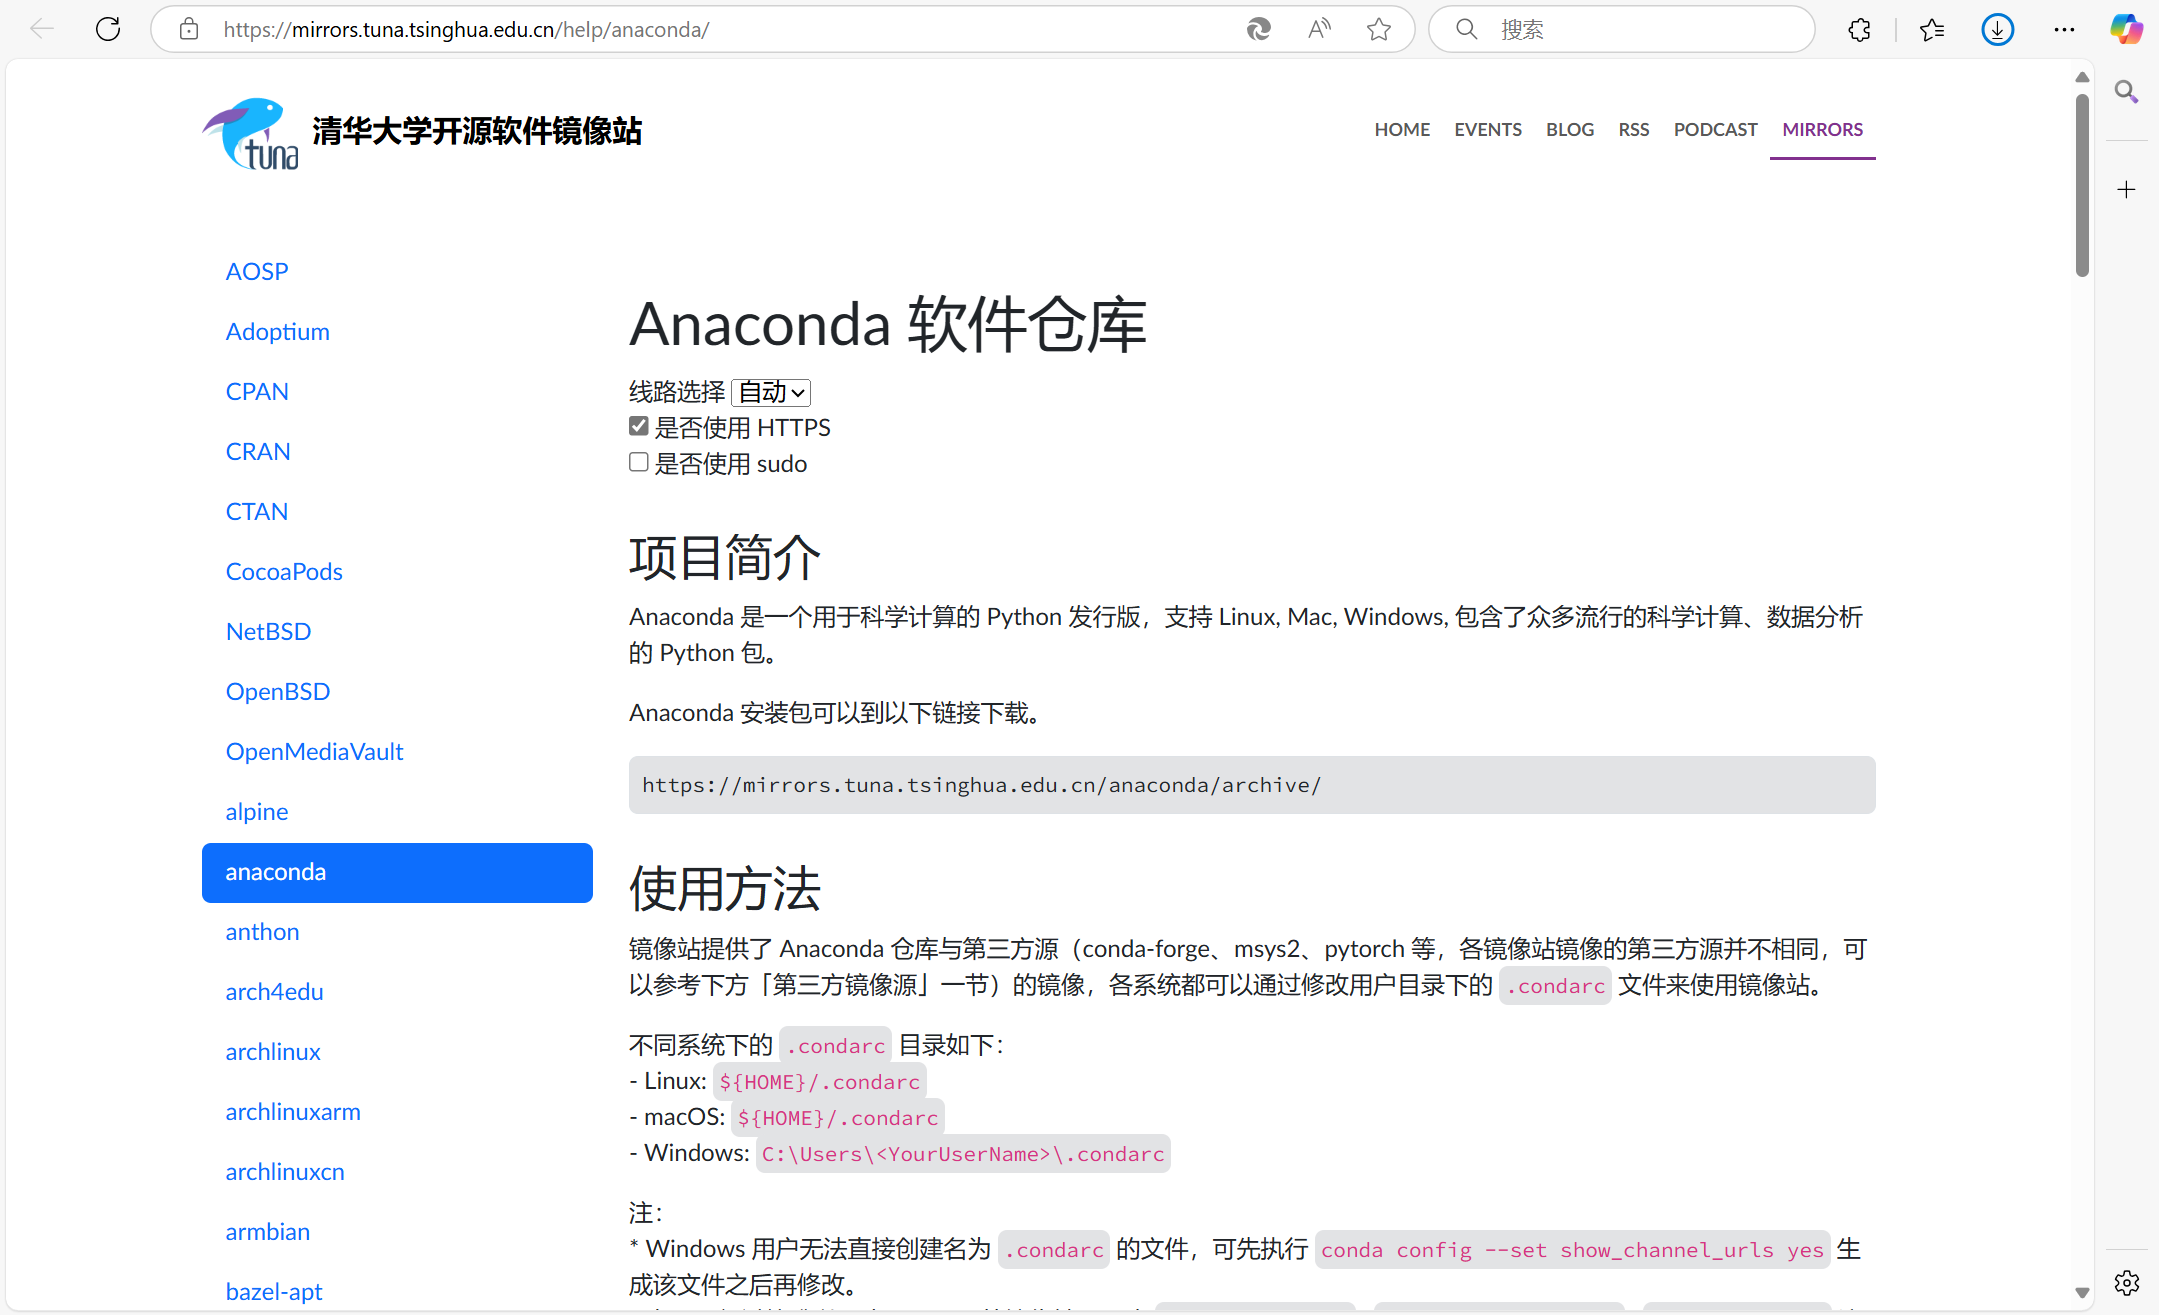 https://mirrors.tuna.tsinghua.edu.cn/help/anaconda/
搜索
tuna
清华大学开源软件镜像站
HOME EVENTS BLOG RSS PODCAST MIRRORS
AOSP
Adoptium
CPAN
CRAN
CTAN
CocoaPods
NetBSD
OpenBSD
OpenMediaVault
alpine
anaconda
anthon
arch4edu
archlinux
archlinuxarm
archlinuxcn
armbian
bazel-apt
Anaconda 软件仓库
线路选择 自动
是否使用 HTTPS
是否使用 sudo
项目简介
Anaconda 是一个用于科学计算的 Python 发行版，支持 Linux, Mac, Windows, 包含了众多流行的科学计算、数据分析
的 Python 包。
Anaconda 安装包可以到以下链接下载。
https://mirrors.tuna.tsinghua.edu.cn/anaconda/archive/
使用方法
镜像站提供了 Anaconda 仓库与第三方源（conda-forge、msys2、pytorch 等，各镜像站镜像的第三方源并不相同，可
以参考下方「第三方镜像源」一节）的镜像，各系统都可以通过修改用户目录下的 .condarc 文件来使用镜像站。
不同系统下的 .condarc 目录如下：
- Linux: ${HOME}/.condarc
- macOS: ${HOME}/.condarc
- Windows: C:\Users\<YourUserName>\.condarc
注：
* Windows 用户无法直接创建名为 .condarc 的文件，可先执行 conda config --set show_channel_urls yes 生
成该文件之后再修改。